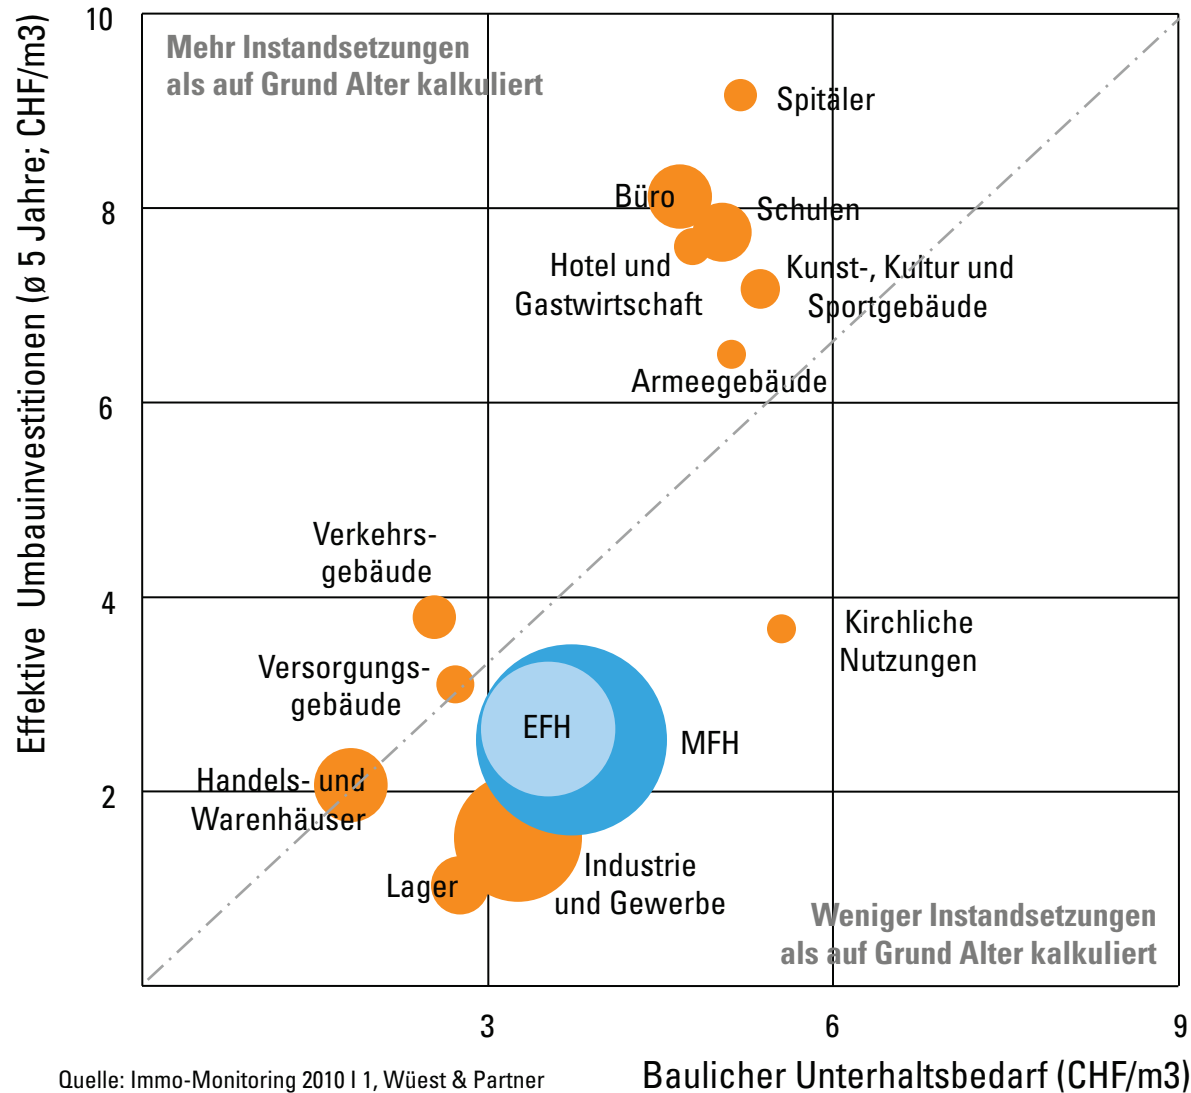 Effektive Umbauinvestitionen (ø 5 Jahre; CHF/m3)
10
8
6
4
2
Mehr Instandsetzungen
als auf Grund Alter kalkuliert
Spitäler
Büro
Schulen
Hotel und
Gastwirtschaft
Kunst-, Kultur und
Sportgebäude
Armeegebäude
Verkehrs-
gebäude
Versorgungs-
gebäude
Kirchliche
Nutzungen
EFH
MFH
Handels- und
Warenhäuser
Lager
Industrie
und Gewerbe
Weniger Instandsetzungen
als auf Grund Alter kalkuliert
3
6
9
Baulicher Unterhaltsbedarf (CHF/m3)
Quelle: Immo-Monitoring 2010 I 1, Wüest & Partner